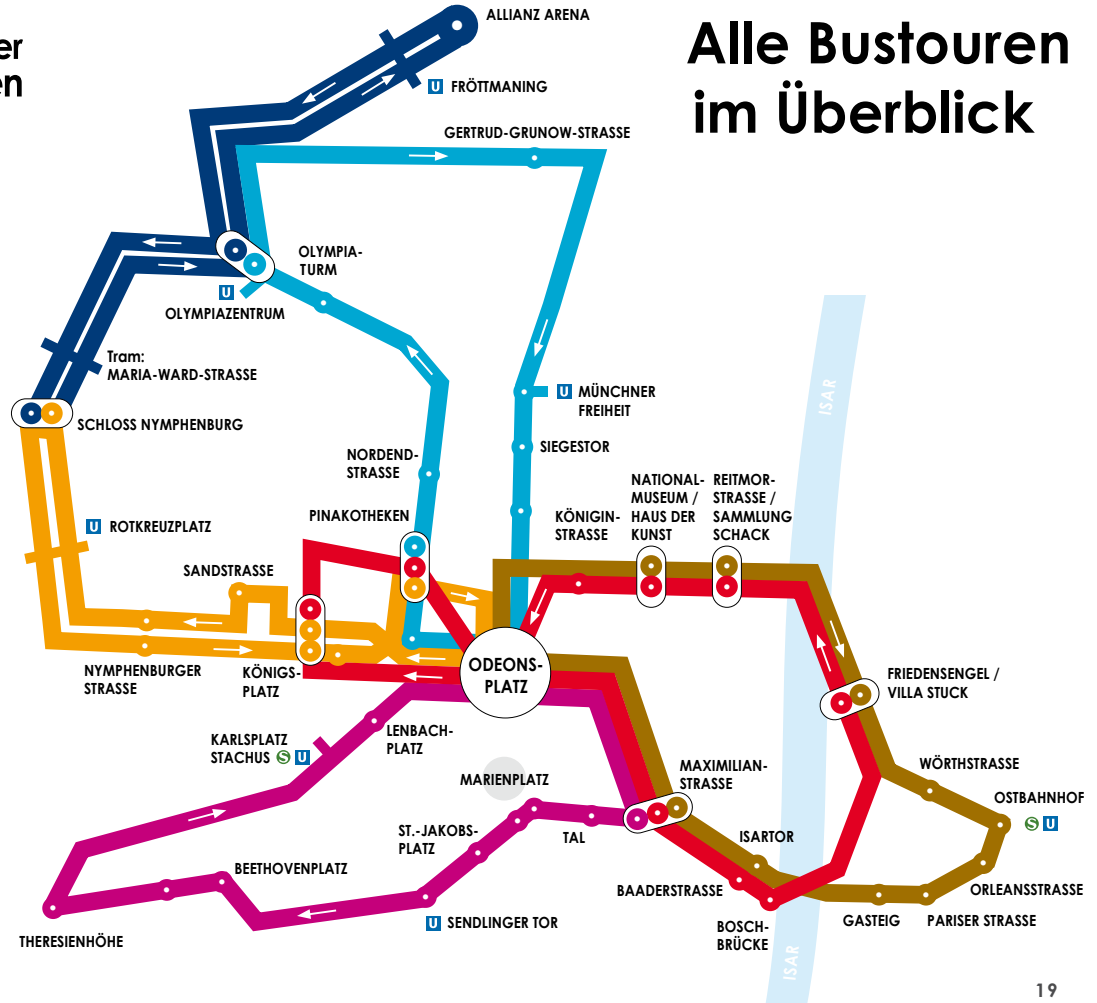 er
en
Alle Bustouren
im Überblick
ALLIANZ ARENA
U FRÖTTMANING
GERTRUD-GRUNOW-STRASSE
OLYMPIA-
TURM
U
OLYMPIAZENTRUM
Tram:
MARIA-WARD-STRASSE
SCHLOSS NYMPHENBURG
U MÜNCHNER
FREIHEIT
SIEGESTOR
ISAR
NORDEND-
STRASSE
PINAKOTHEKEN
U ROTKREUZPLATZ
SANDSTRASSE
KÖNIGIN-
STRASSE
NATIONAL-
MUSEUM /
HAUS DER
KUNST
REITMOR-
STRASSE /
SAMMLUNG
SCHACK
NYMPHENBURGER
STRASSE
KÖNIGS-
PLATZ
ODEONS-
PLATZ
FRIEDENSENGEL /
VILLA STUCK
KARLSPLATZ
STACHUS S U
LENBACH-
PLATZ
MARIENPLATZ
MAXIMILIAN-
STRASSE
WÖRTHSTRASSE
OSTBAHNHOF
S U
ST.-JAKOBS-
PLATZ
TAL
ISARTOR
BEETHOVENPLATZ
BAADERSTRASSE
ORLEANSSTRASSE
THERESIENHÖHE
U SENDLINGER TOR
BOSCH-
BRÜCKE
GASTEIG
PARISER STRASSE
ISAR
19